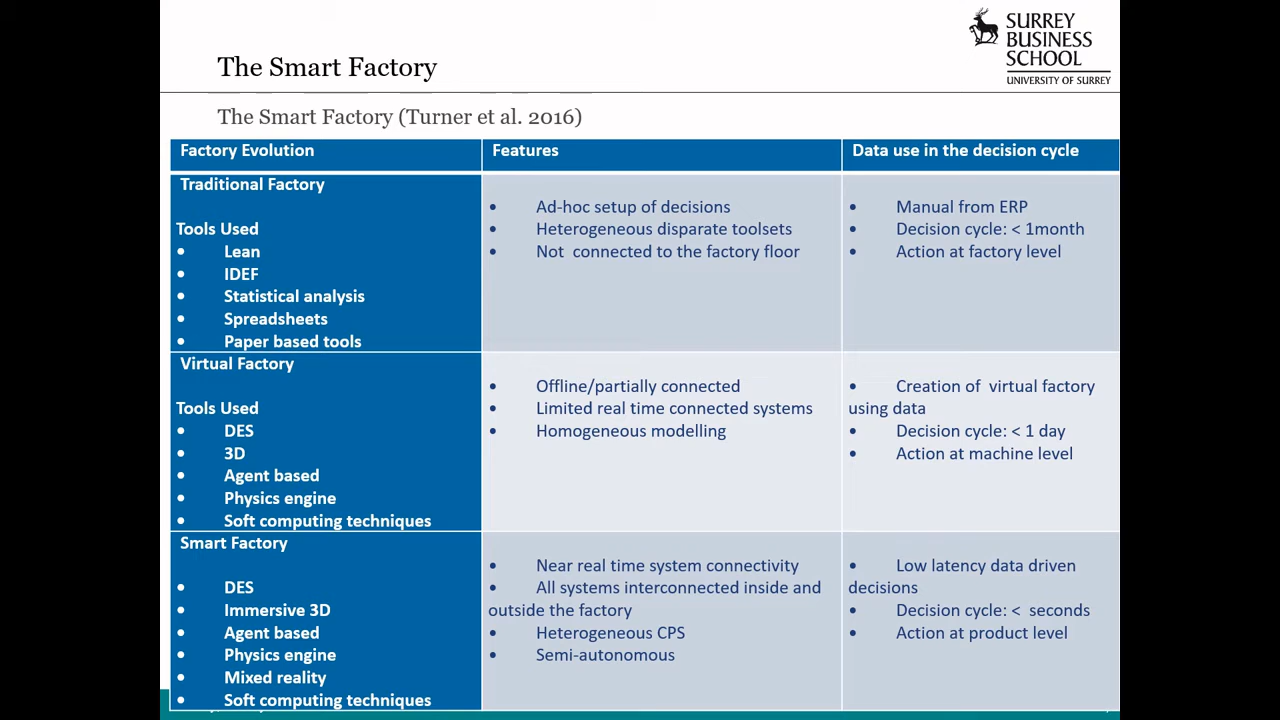 SURREY
BUSINESS
SCHOOL
UNIVERSITY OF SURREY
The Smart Factory
The Smart Factory (Turner et al. 2016)
Factory Evolution
Features
Data use in the decision cycle
Traditional Factory
Tools Used
• Lean
• IDEF
• Statistical analysis
• Spreadsheets
• Paper based tools
• Ad-hoc setup of decisions
• Heterogeneous disparate toolsets
• Not connected to the factory floor
• Manual from ERP
• Decision cycle: < 1month
• Action at factory level
Virtual Factory
Tools Used
• DES
• 3D
• Agent based
• Physics engine
• Soft computing techniques
• Offline/partially connected
• Limited real time connected systems
• Homogeneous modelling
• Creation of virtual factory
using data
• Decision cycle: < 1 day
• Action at machine level
Smart Factory
• DES
• Immersive 3D
• Agent based
• Physics engine
• Mixed reality
• Soft computing techniques
• Near real time system connectivity
• All systems interconnected inside and
outside the factory
• Heterogeneous CPS
• Semi-autonomous
• Low latency data driven
decisions
• Decision cycle: < seconds
• Action at product level